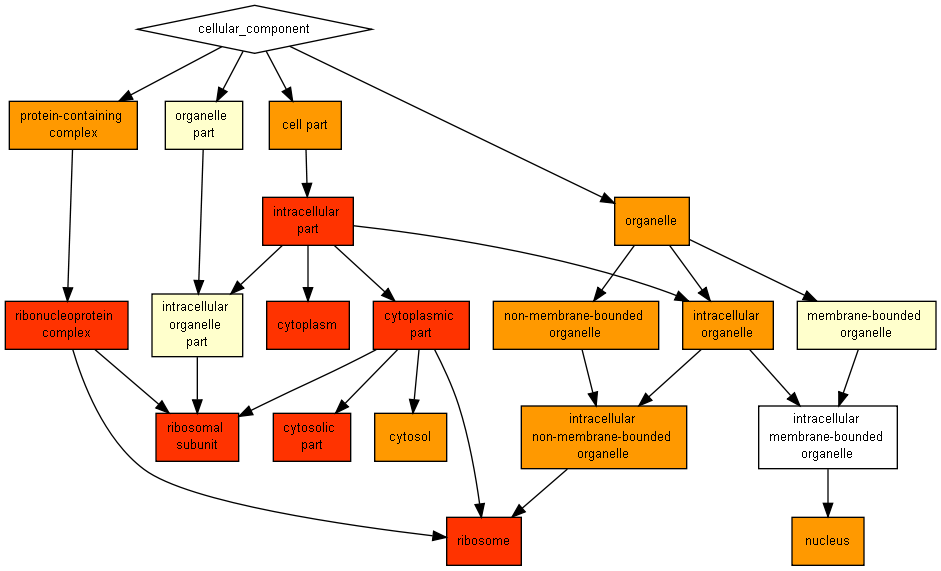 cellular_component
protein-containing
complex
organelle
part
cell part
intracellular
part
organelle
ribonucleoprotein
complex
intracellular
organelle
part
cytoplasm
cytoplasmic
part
non-membrane-bounded
organelle
intracellular
organelle
membrane-bounded
organelle
ribosomal
subunit
cytosolic
part
cytosol
intracellular
non-membrane-bounded
organelle
intracellular
membrane-bounded
organelle
ribosome
nucleus